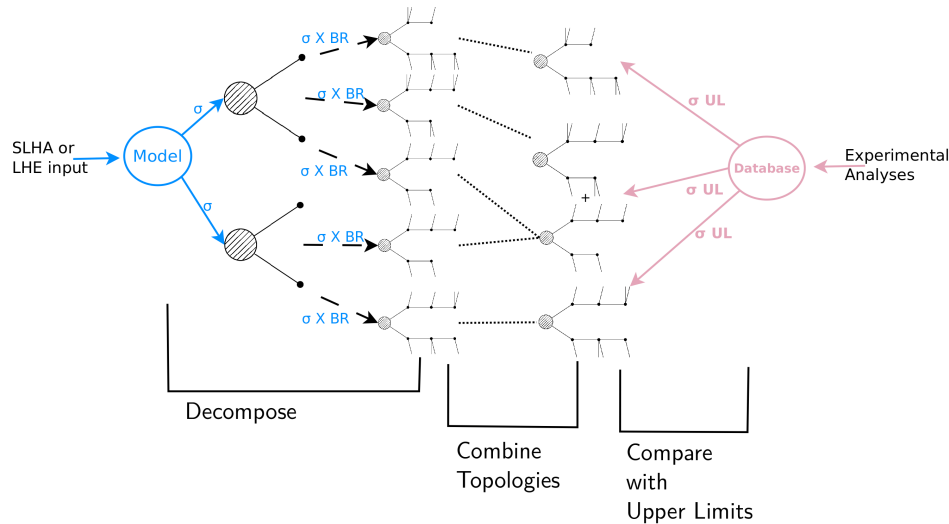 σ X BR
σ X BR
σ
σ UL
SLHA or
LHE input
Model
Experimental
Analyses
Database
σ X BR
σ UL
+
σ
σ X BR
σ UL
σ X BR
Decompose
Combine
Topologies
Compare
with
Upper Limits